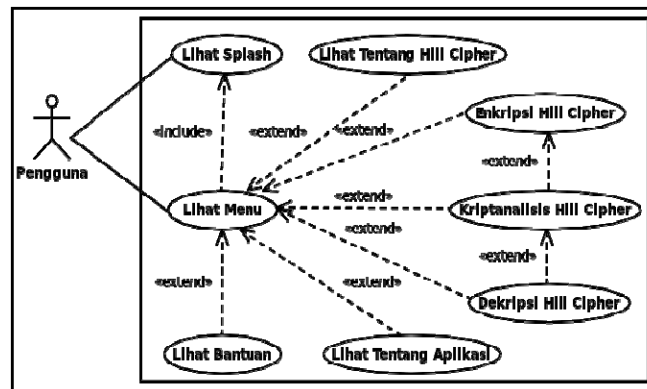 Lihat Splash
Lihat Tentang Hill Cipher
Enkripsi Hill Cipher
«include»
«extend»
«extend»
«extend»
Pengguna
Lihat Menu
«extend»
Kriptanalisis Hill Cipher
«extend»
«extend»
«extend»
«extend»
Dekripsi Hill Cipher
Lihat Bantuan
Lihat Tentang Aplikasi